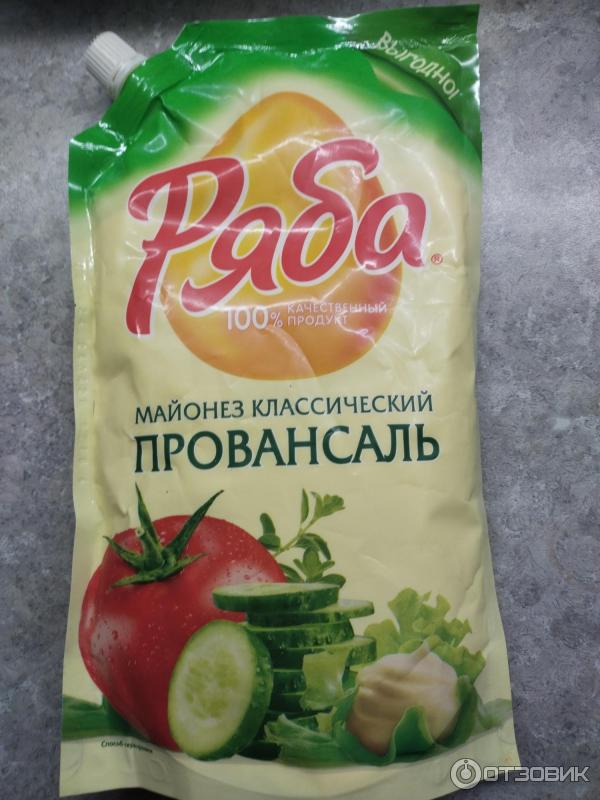 ВЫГОДНО!
Ряба®
100% КАЧЕСТВЕННЫЙ
ПРОДУКТ
МАЙОНЕЗ КЛАССИЧЕСКИЙ
ПРОВАНСАЛЬ
ОТЗОВИК